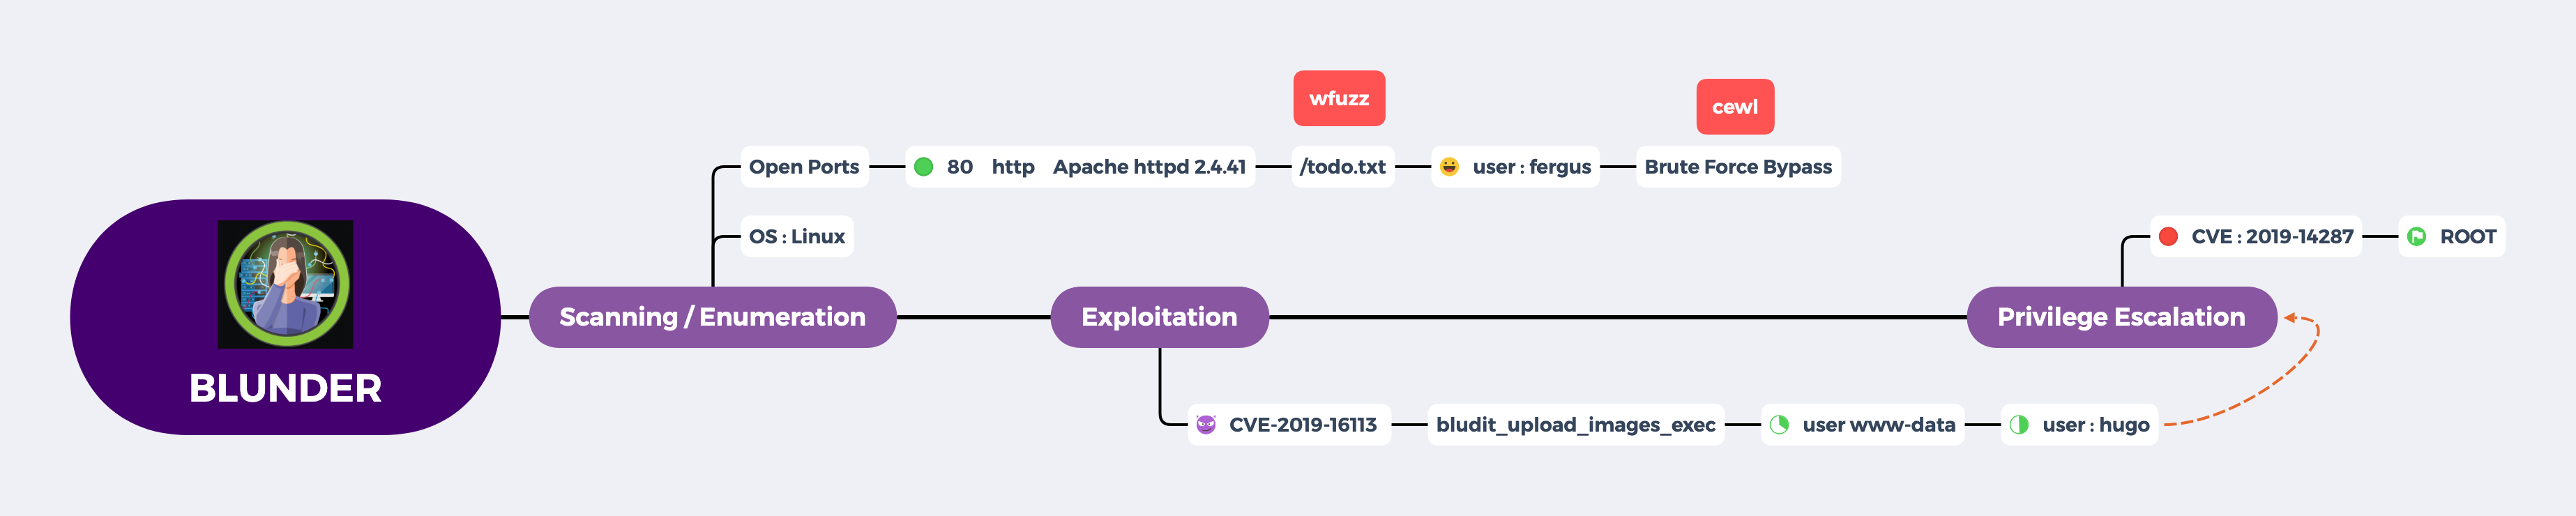 wfuzz
cewl
Open Ports
80 http Apache httpd 2.4.41
/todo.txt
user : fergus
Brute Force Bypass
OS : Linux
CVE : 2019-14287
ROOT
BLUNDER
Scanning / Enumeration
Exploitation
Privilege Escalation
CVE-2019-16113
bludit_upload_images_exec
user www-data
user : hugo